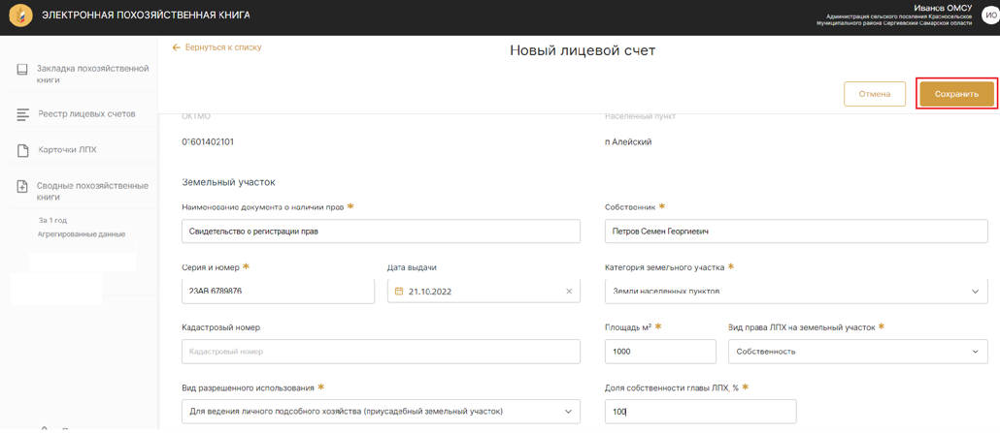 ЭЛЕКТРОННАЯ ПОХОЗЯЙСТВЕННАЯ КНИГА
Иванов ОМСУ
Администрация сельского поселения Красносельское
Муниципального района Сергиевский Самарской области
ИО
Закладка похозяйственной
книги
Реестр лицевых счетов
Карточки ЛПХ
Сводные похозяйственные
книги
За 1 год
Агрегированные данные
Вернуться к списку
Новый лицевой счет
Отмена
Сохранить
ОКТМО
Населенный пункт
01601402101
п Алейский
Земельный участок
Наименование документа о наличии прав *
Собственник *
Свидетельство о регистрации прав
Петров Семен Георгиевич
Серия и номер *
Дата выдачи
Категория земельного участка *
23АВ 6789876
21.10.2022
Земли населенных пунктов
Кадастровый номер
Площадь м² *
Вид права ЛПХ на земельный участок *
Кадастровый номер
1000
Собственность
Вид разрешенного использования *
Доля собственности главы ЛПХ, % *
Для ведения личного подсобного хозяйства (приусадебный земельный участок)
100